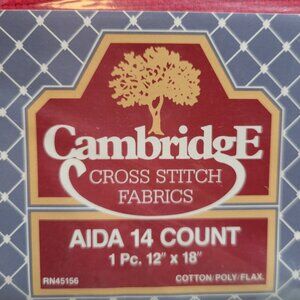 CambridgE
CROSS STITCH
FABRICS
AIDA 14 COUNT
1 Pc. 12" x 18"
RN45156 COTTON/POLY/FLAX.